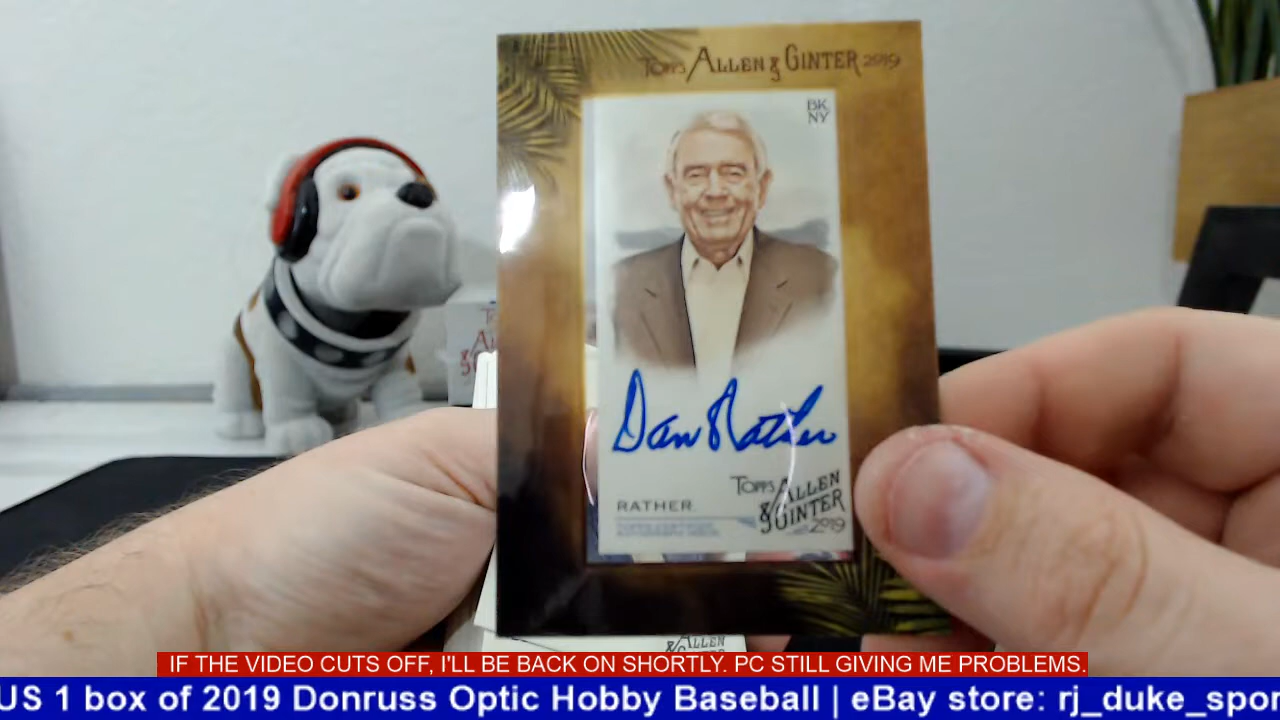 TOPPS ALLEN & GINTER 2019
BK
NY
Dan Rather
RATHER
TOPPS ALLEN
& GINTER
2019
ALLEN
IF THE VIDEO CUTS OFF, I'LL BE BACK ON SHORTLY. PC STILL GIVING ME PROBLEMS.
US 1 box of 2019 Donruss Optic Hobby Baseball | eBay store: rj_duke_spor